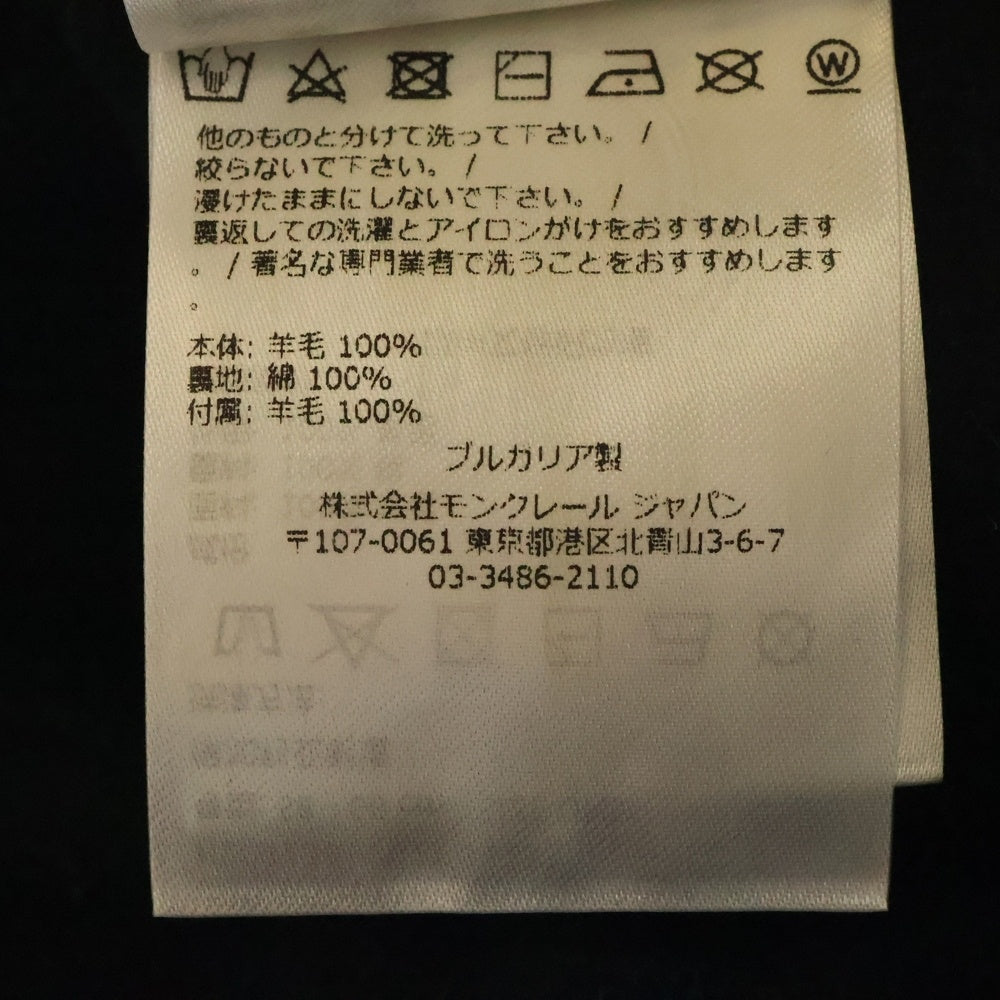 W
他のものと分けて洗って下さい。 /
絞らないで下さい。 /
漫けたままにしないで下さい。 /
裏返しての洗濯とアイロンがけをおすすめします
。 / 著名な専門業者で洗うことをおすすめします
。
本体: 羊毛 100%
裏地: 綿 100%
付属: 羊毛 100%
ブルガリア製
株式会社モンクレール ジャパン
〒107-0061 東京都港区北青山3-6-7
03-3486-2110